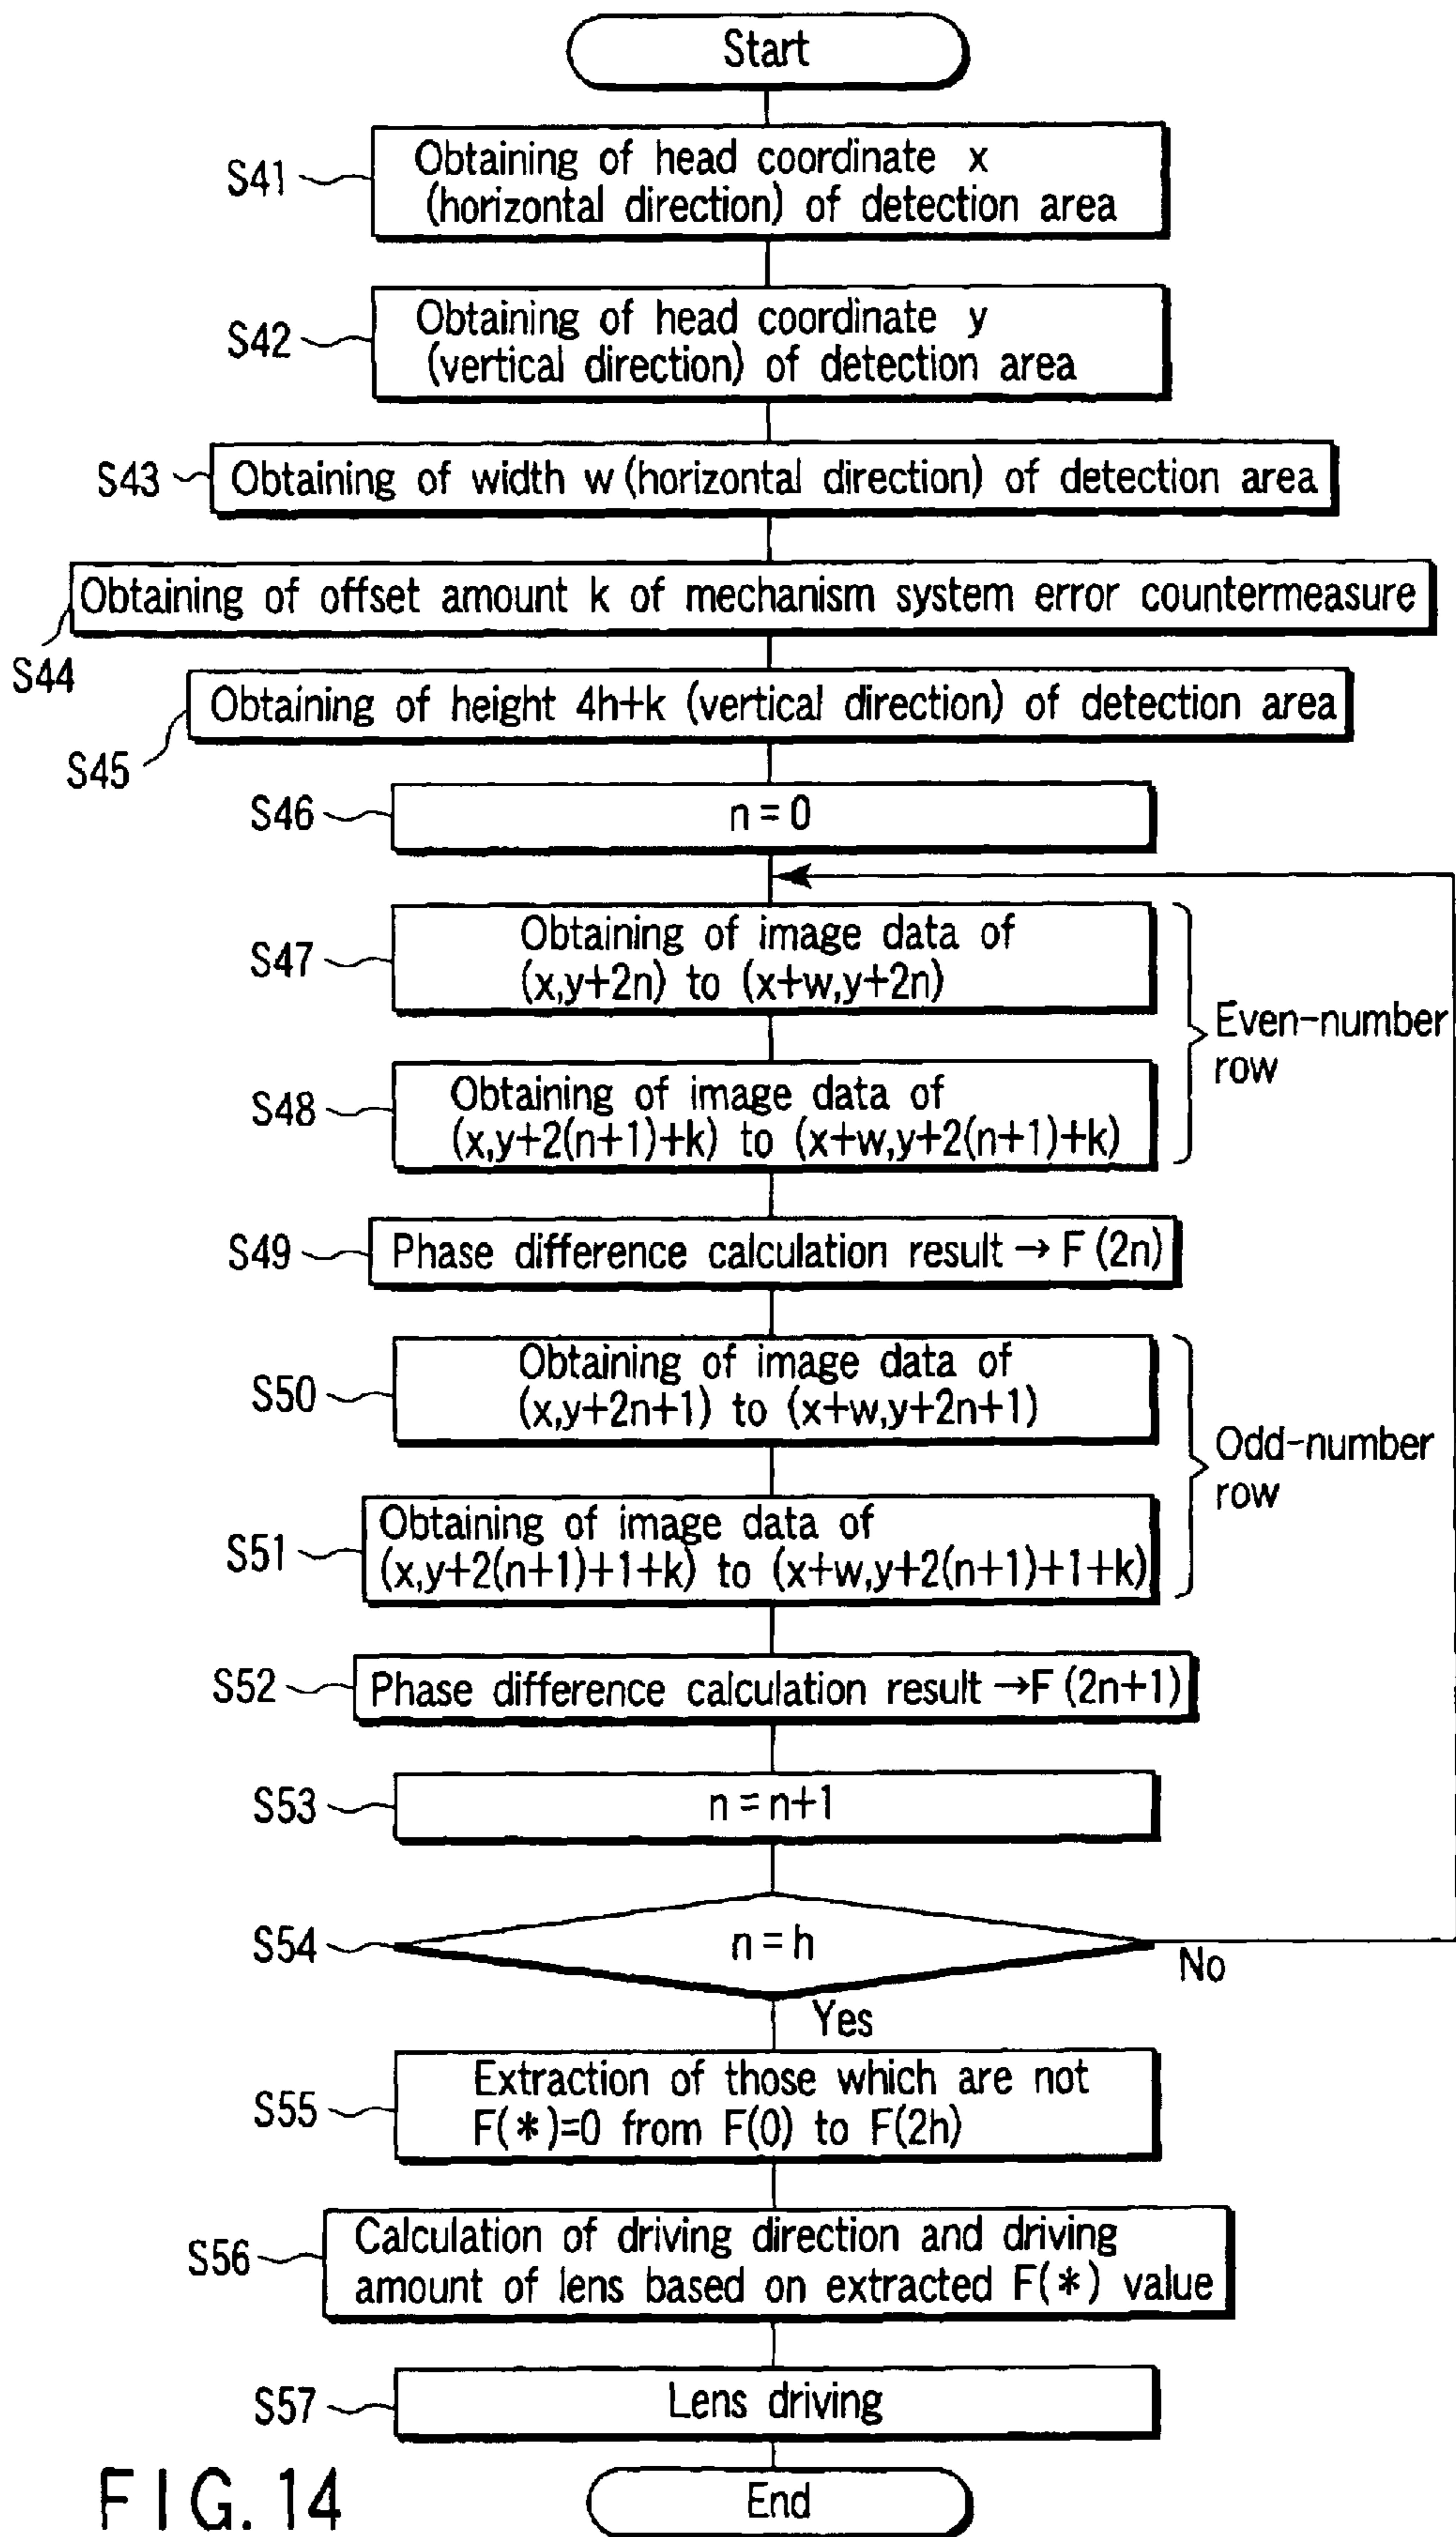 Start
S41
Obtaining of head coordinate x
(horizontal direction) of detection area
S42
Obtaining of head coordinate y
(vertical direction) of detection area
S43
Obtaining of width w (horizontal direction) of detection area
Obtaining of offset amount k of mechanism system error countermeasure
S44
Obtaining of height 4h+k (vertical direction) of detection area
S45
S46
n=0
S47
Obtaining of image data of
(x,y+2n) to (x+w,y+2n)
Even-number
row
S48
Obtaining of image data of
(x,y+2(n+1)+k) to (x+w,y+2(n+1)+k)
S49
Phase difference calculation result → F(2n)
S50
Obtaining of image data of
(x,y+2n+1) to (x+w,y+2n+1)
Odd-number
row
S51
Obtaining of image data of
(x,y+2(n+1)+1+k) to (x+w,y+2(n+1)+1+k)
S52
Phase difference calculation result →F(2n+1)
S53
n=n+1
S54
n=h
No
Yes
S55
Extraction of those which are not
F(*)=0 from F(0) to F(2h)
S56
Calculation of driving direction and driving
amount of lens based on extracted F(*) value
S57
Lens driving
End
FIG. 14